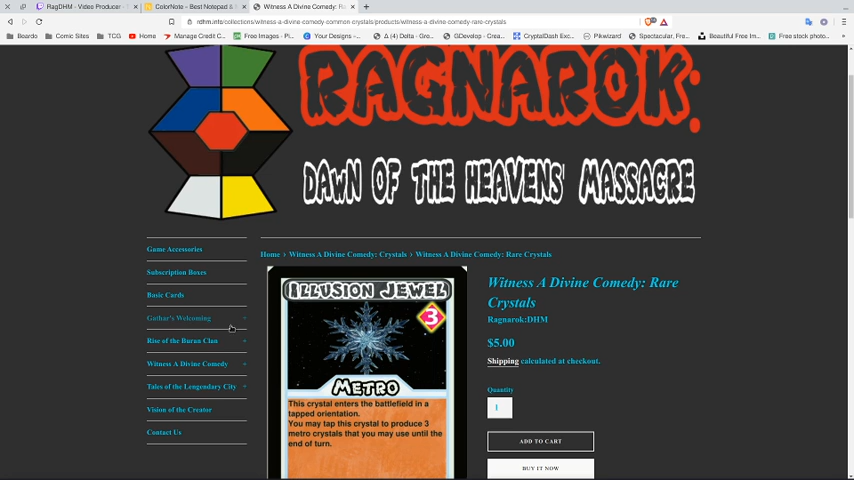 RagDHM - Video Producer -
ColorNote - Best Notepad &
Witness A Divine Comedy: R
rdhm.info/collections/witness-a-divine-comedy-common-crystals/products/witness-a-divine-comedy-rare-crystals
Beardo
Comic Sites
TCG
Home
Manage Credit C...
Free Images - Pi...
Your Designs –...
Δ (4) Delta - Gr...
GDevelop - Crea...
CryptalDash Exc...
Pikwizard
Spectacular, Fro...
Beautiful Free Im...
Free stock photo...
RAGNAROK:
DAWN OF THE HEAVENS' MASSACRE
Game Accessories
Subscription Boxes
Basic Cards
Gathar's Welcoming +
Rise of the Buran Clan +
Witness A Divine Comedy +
Tales of the Lengendary City +
Vision of the Creator
Contact Us
Home › Witness A Divine Comedy: Crystals › Witness A Divine Comedy: Rare Crystals
ILLUSION JEWEL
3
METRO
This crystal enters the battlefield in a
tapped orientation.
You may tap this crystal to produce 3
metro crystals that you may use until the
end of turn.
Witness A Divine Comedy: Rare
Crystals
Ragnarok:DHM
$5.00
Shipping calculated at checkout.
Quantity
1
ADD TO CART
BUY IT NOW